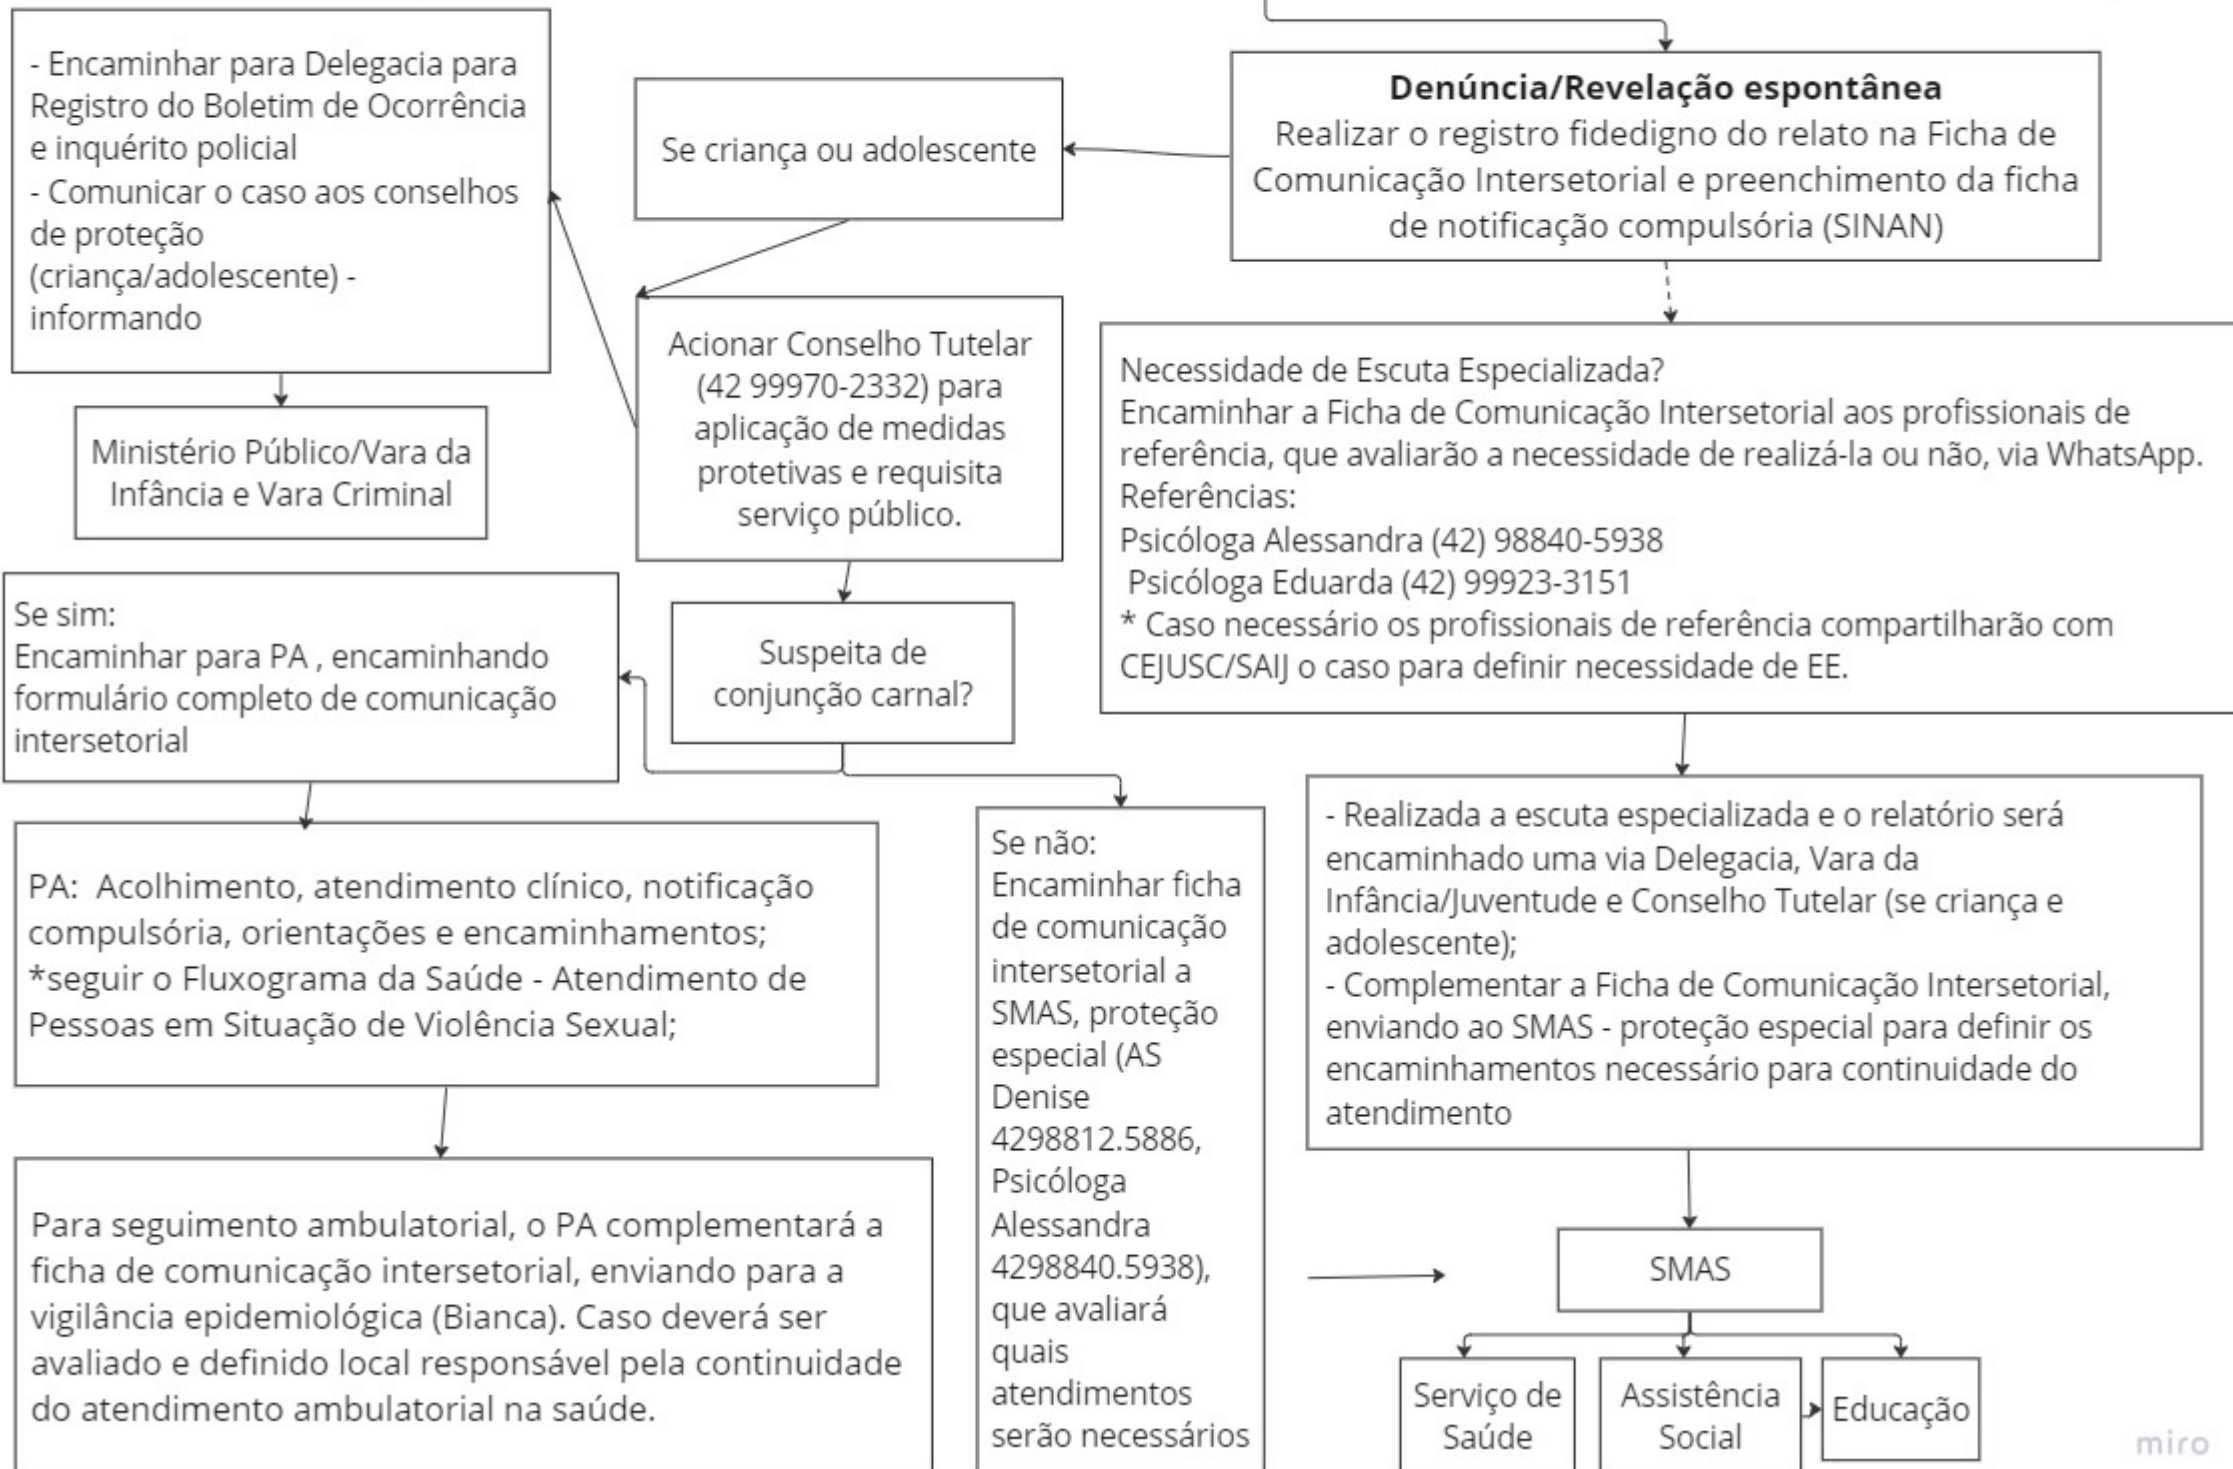 - Encaminhar para Delegacia para
Registro do Boletim de Ocorrência
e inquérito policial
- Comunicar o caso aos conselhos
de proteção
(criança/adolescente) -
informando
Se criança ou adolescente
Denúncia/Revelação espontânea
Realizar o registro fidedigno do relato na Ficha de
Comunicação Intersetorial e preenchimento da ficha
de notificação compulsória (SINAN)
Ministério Público/Vara da
Infância e Vara Criminal
Acionar Conselho Tutelar
(42 99970-2332) para
aplicação de medidas
protetivas e requisita
serviço público.
Necessidade de Escuta Especializada?
Encaminhar a Ficha de Comunicação Intersetorial aos profissionais de
referência, que avaliarão a necessidade de realizá-la ou não, via WhatsApp.
Referências:
Psicóloga Alessandra (42) 98840-5938
Psicóloga Eduarda (42) 99923-3151
* Caso necessário os profissionais de referência compartilharão com
CEJUSC/SAIJ o caso para definir necessidade de EE.
Se sim:
Encaminhar para PA , encaminhando
formulário completo de comunicação
intersetorial
Suspeita de
conjunção carnal?
PA:  Acolhimento, atendimento clínico, notificação
compulsória, orientações e encaminhamentos;
*seguir o Fluxograma da Saúde - Atendimento de
Pessoas em Situação de Violência Sexual;
Se não:
Encaminhar ficha
de comunicação
intersetorial a
SMAS, proteção
especial (AS
Denise
4298812.5886,
Psicóloga
Alessandra
4298840.5938),
que avaliará
quais
atendimentos
serão necessários
- Realizada a escuta especializada e o relatório será
encaminhado uma via Delegacia, Vara da
Infância/Juventude e Conselho Tutelar (se criança e
adolescente);
- Complementar a Ficha de Comunicação Intersetorial,
enviando ao SMAS - proteção especial para definir os
encaminhamentos necessário para continuidade do
atendimento
Para seguimento ambulatorial, o PA complementará a
ficha de comunicação intersetorial, enviando para a
vigilância epidemiológica (Bianca). Caso deverá ser
avaliado e definido local responsável pela continuidade
do atendimento ambulatorial na saúde.
SMAS
Serviço de
Saúde
Assistência
Social
Educação
miro